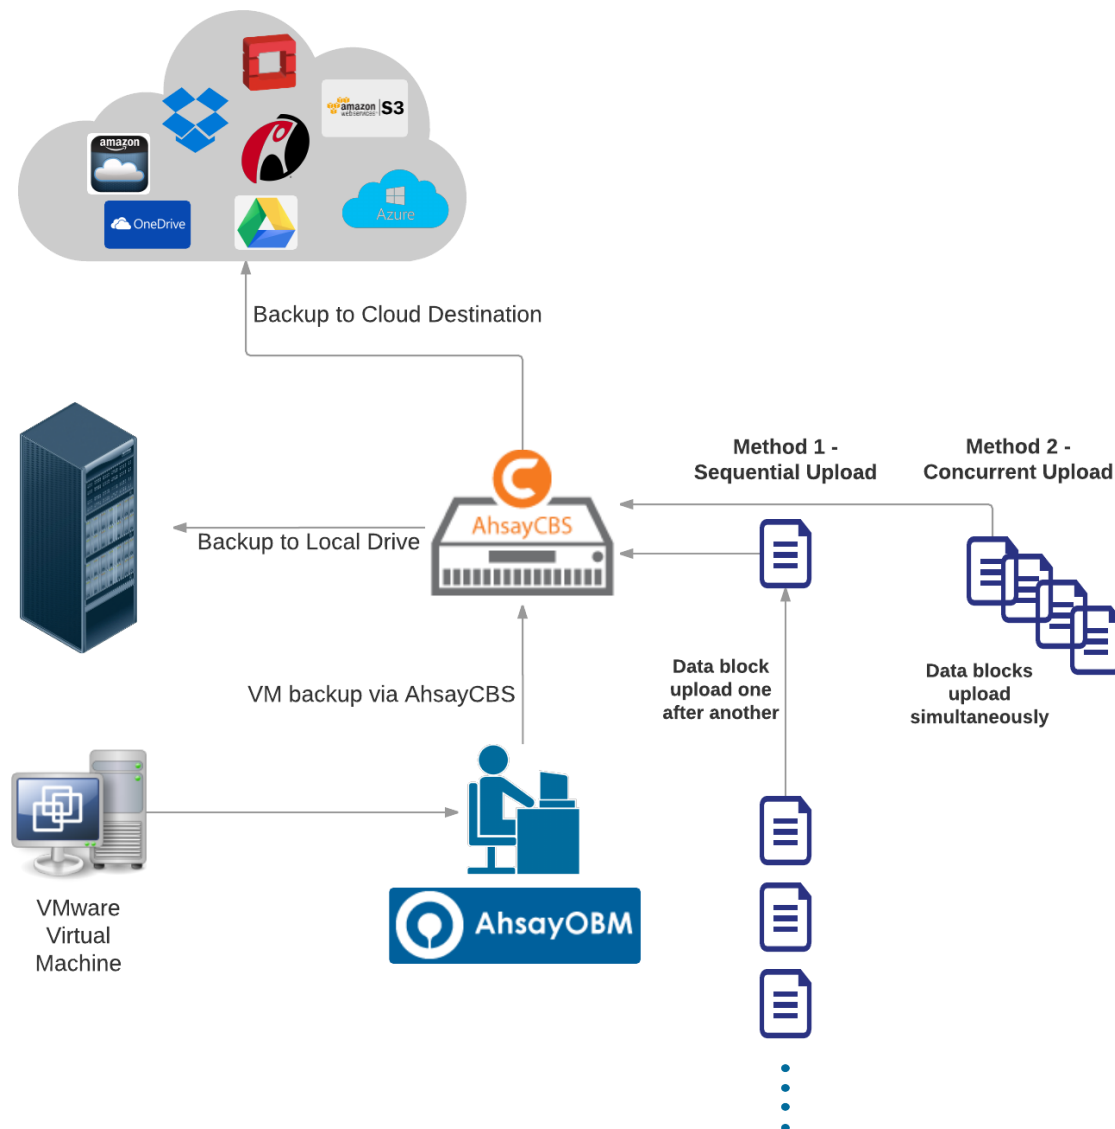 amazon
webservices
S3
amazon
OneDrive
Azure
Backup to Cloud Destination
Method 1 -
Sequential Upload
Method 2 -
Concurrent Upload
AhsayCBS
Backup to Local Drive
Data block
upload one
after another
Data blocks
upload
simultaneously
VM backup via AhsayCBS
VMware
Virtual
Machine
AhsayOBM